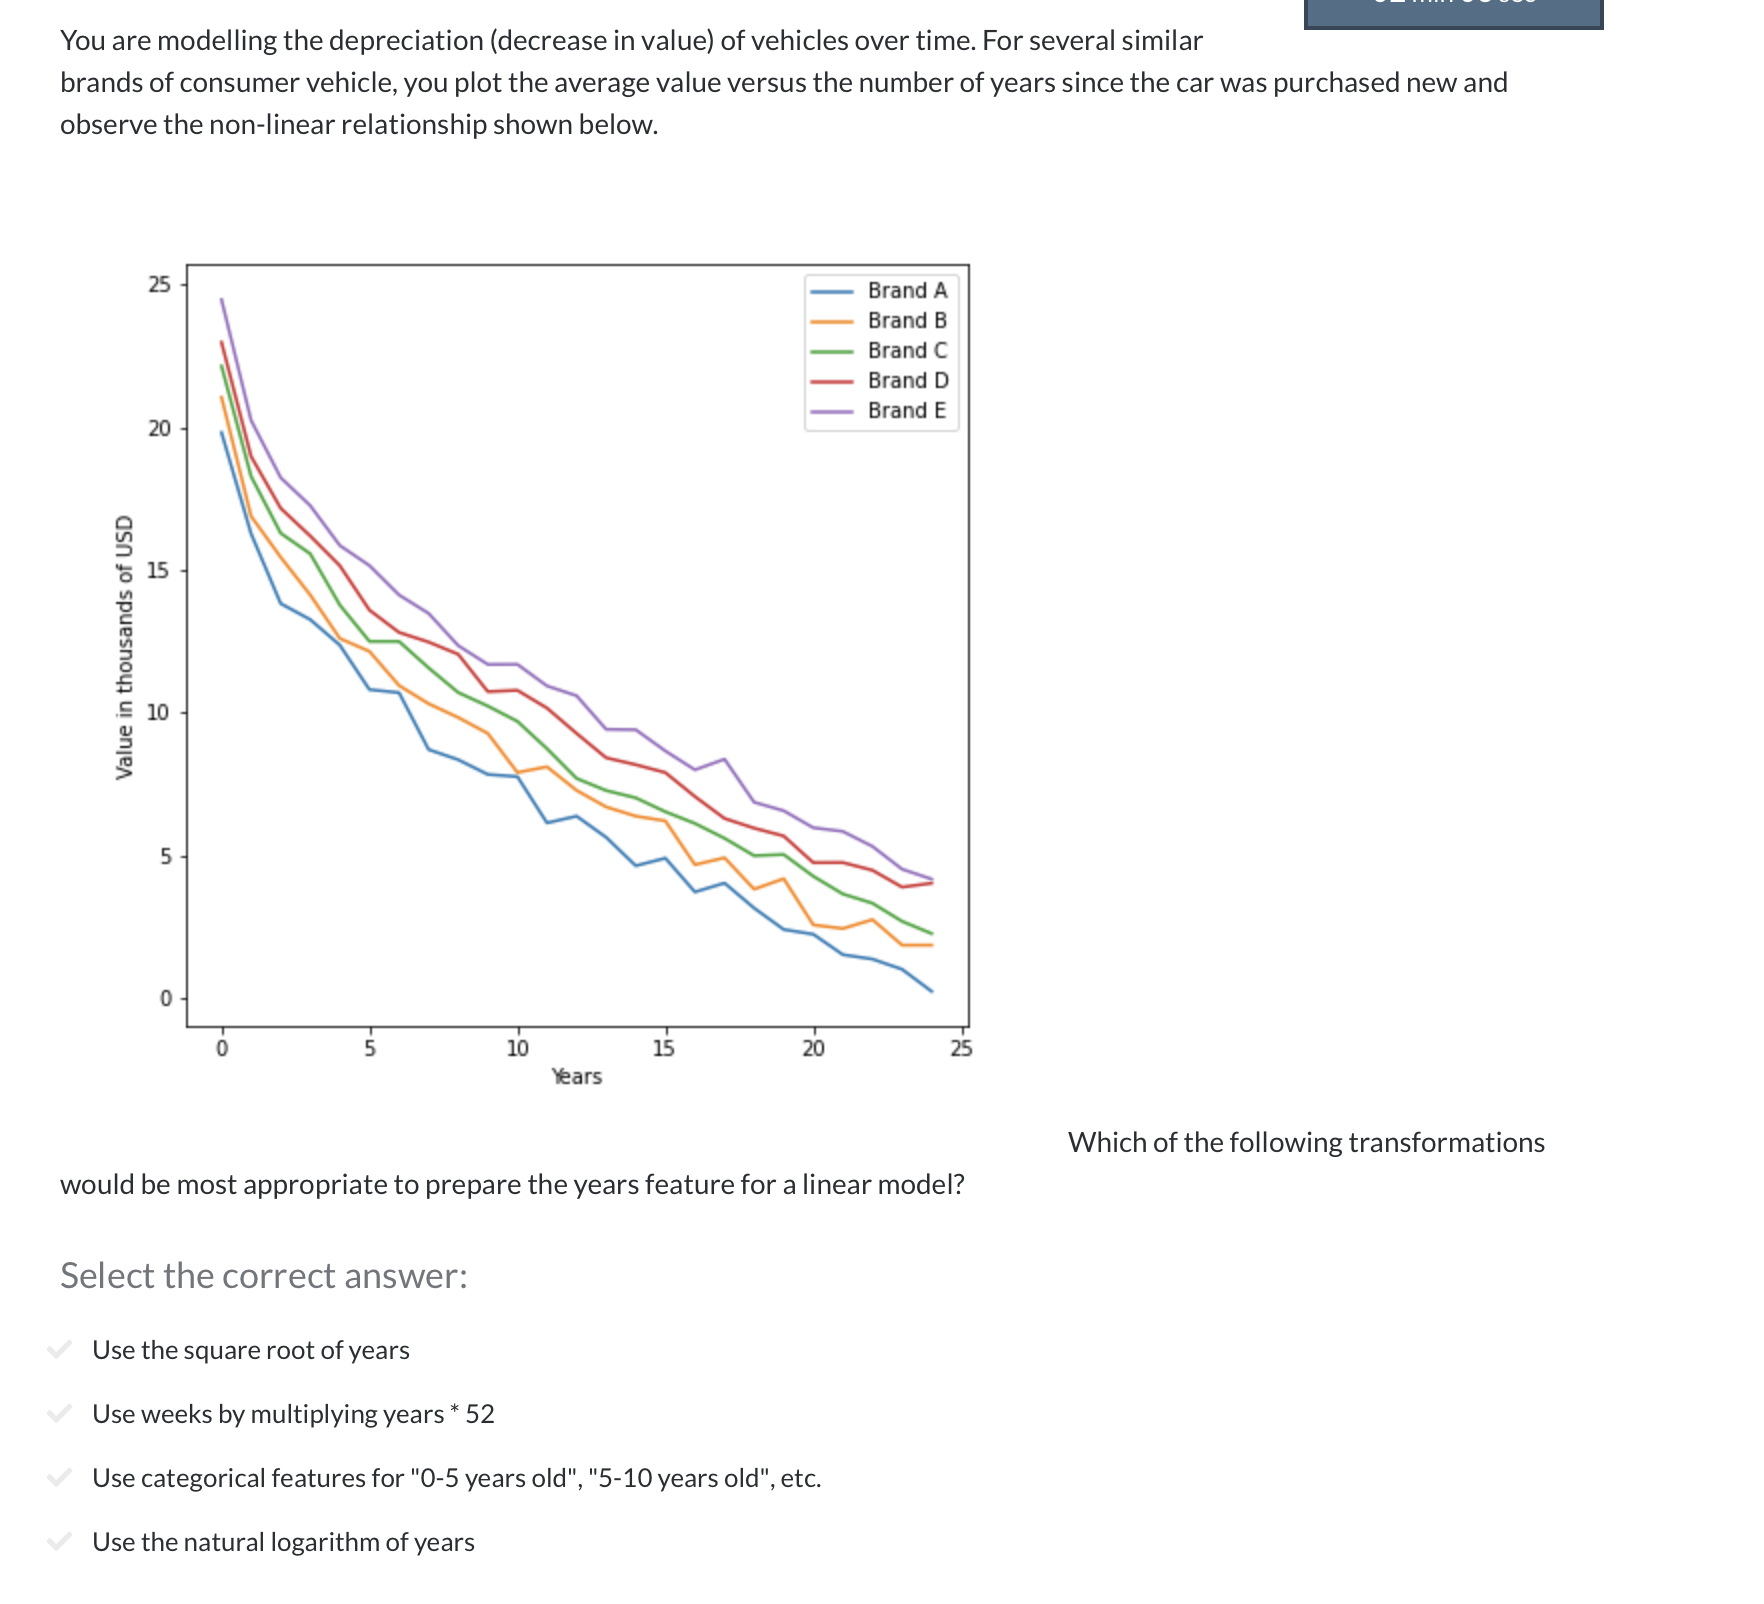 You are modelling the depreciation (decrease in value) of vehicles over time. For several similar
brands of consumer vehicle, you plot the average value versus the number of years since the car was purchased new and
observe the non-linear relationship shown below.
25
20
15
10
5
0
Value in thousands of USD
Brand A
Brand B
Brand C
Brand D
Brand E
0 5 10 15 20 25
Years
Which of the following transformations
would be most appropriate to prepare the years feature for a linear model?
Select the correct answer:
Use the square root of years
Use weeks by multiplying years * 52
Use categorical features for "0-5 years old", "5-10 years old", etc.
Use the natural logarithm of years